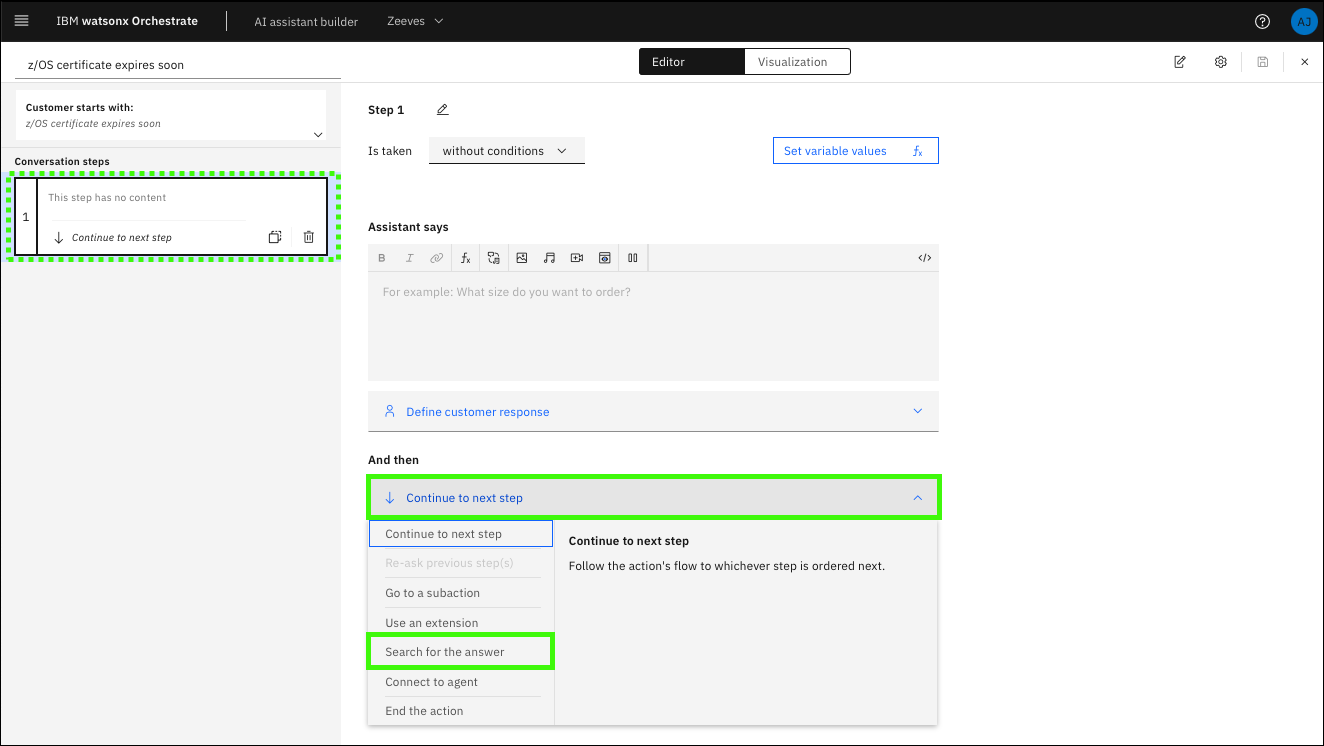 IBM watsonx Orchestrate
AI assistant builder
Zeeves
AJ
z/OS certificate expires soon
Editor
Visualization
Customer starts with:
z/OS certificate expires soon
Conversation steps
1
This step has no content
Continue to next step
Step 1
Is taken
without conditions
Set variable values
fx
Assistant says
B
I
fx
</>
For example: What size do you want to order?
Define customer response
And then
Continue to next step
Continue to next step
Re-ask previous step(s)
Go to a subaction
Use an extension
Search for the answer
Connect to agent
End the action
Continue to next step
Follow the action's flow to whichever step is ordered next.